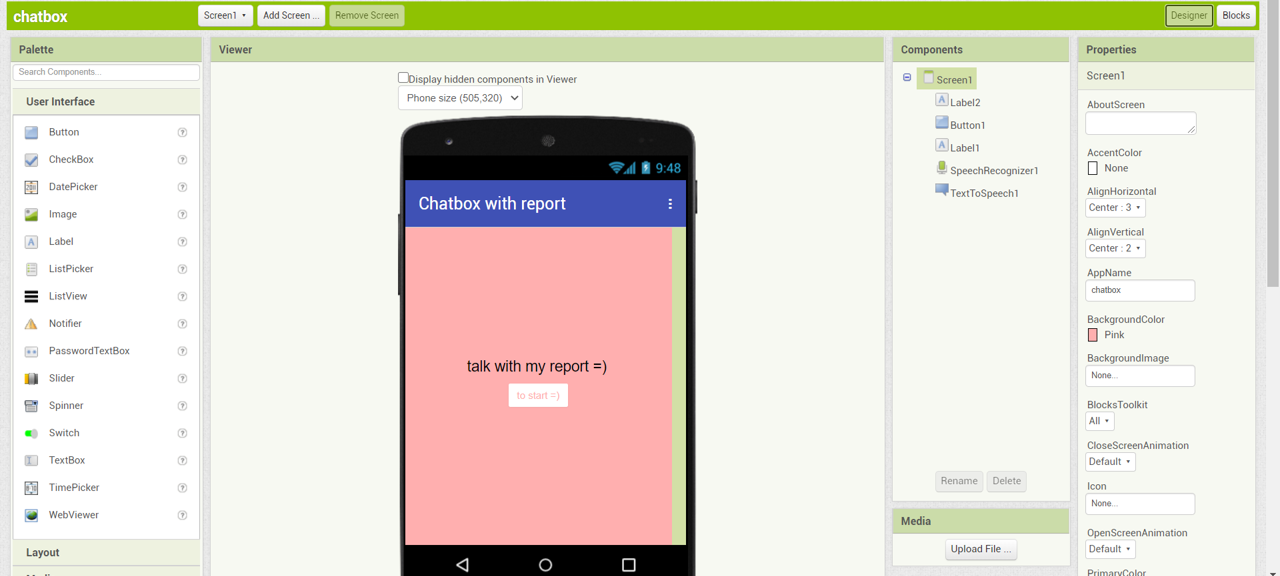 chatbox
Screen1
Add Screen ...
Remove Screen
Designer
Blocks
Palette
Search Components...
User Interface
Button
CheckBox
DatePicker
Image
Label
ListPicker
ListView
Notifier
PasswordTextBox
Slider
Spinner
Switch
TextBox
TimePicker
WebViewer
Layout
Viewer
Display hidden components in Viewer
Phone size (505,320)
9:48
Chatbox with report
talk with my report =)
to start =)
Components
Screen1
Label2
Button1
Label1
SpeechRecognizer1
TextToSpeech1
Rename
Delete
Media
Upload File ...
Properties
Screen1
AboutScreen
AccentColor
None
AlignHorizontal
Center : 3
AlignVertical
Center : 2
AppName
chatbox
BackgroundColor
Pink
BackgroundImage
None...
BlocksToolkit
All
CloseScreenAnimation
Default
Icon
None...
OpenScreenAnimation
Default
PrimaryColor